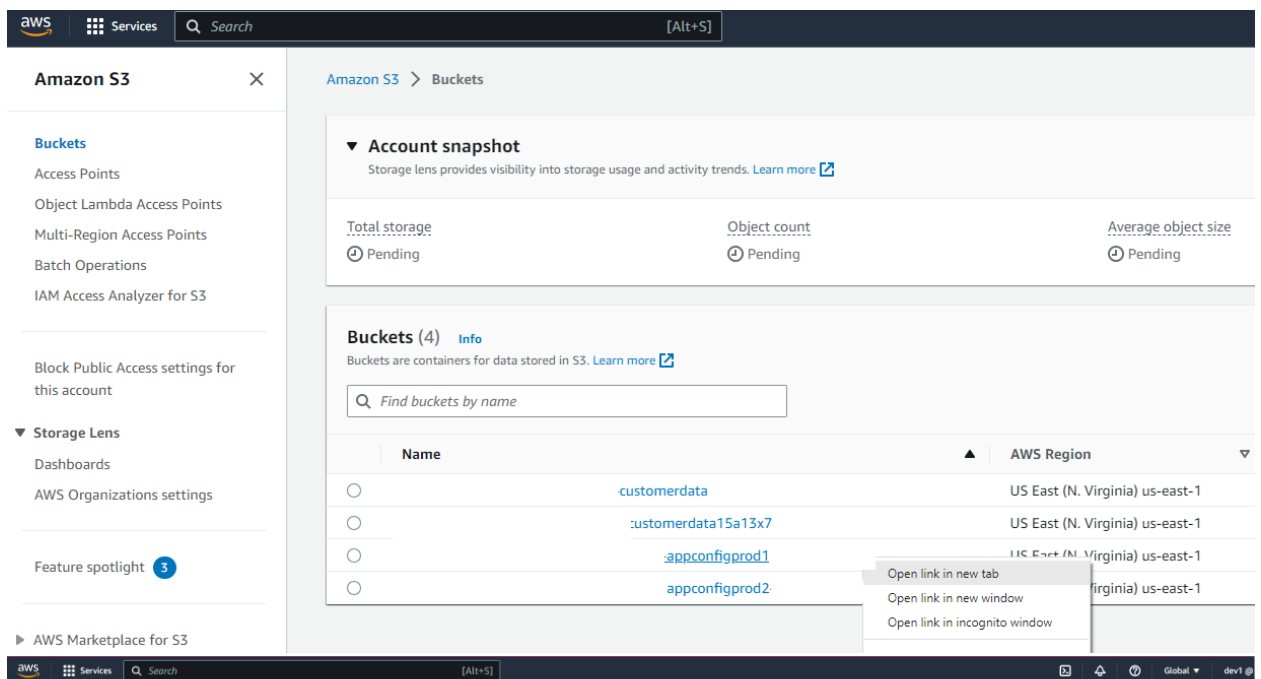 aws Services Search [Alt+S]
Amazon S3
Amazon S3 > Buckets
Buckets
Access Points
Object Lambda Access Points
Multi-Region Access Points
Batch Operations
IAM Access Analyzer for S3
Block Public Access settings for
this account
Storage Lens
Dashboards
AWS Organizations settings
Feature spotlight 3
AWS Marketplace for S3
Account snapshot
Storage lens provides visibility into storage usage and activity trends. Learn more
Total storage Object count Average object size
Pending Pending Pending
Buckets (4) Info
Buckets are containers for data stored in S3. Learn more
Find buckets by name
Name AWS Region
customerdata US East (N. Virginia) us-east-1
customerdata15a13x7 US East (N. Virginia) us-east-1
appconfigprod1 US East (N. Virginia) us-east-1
appconfigprod2 Virginia) us-east-1
Open link in new tab
Open link in new window
Open link in incognito window
aws Services Search [Alt+S] Global dev1 @